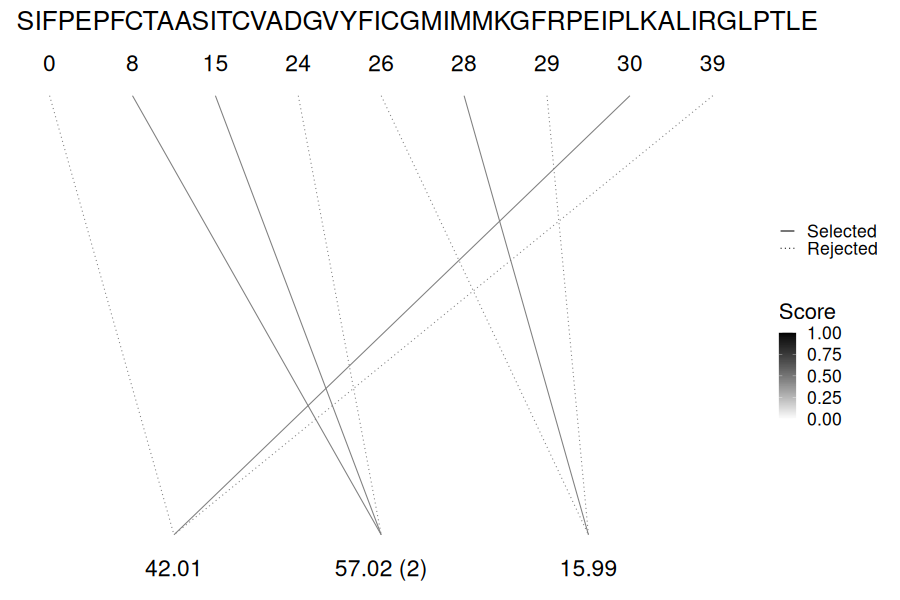 SIFPEPFCTAASITCVADGVYFICGMIMMKGFRPEIPLKALIRGLPTLE
0 8 15 24 26 28 29 30 39
Selected
Rejected
Score
1.00
0.75
0.50
0.25
0.00
42.01 57.02 (2) 15.99